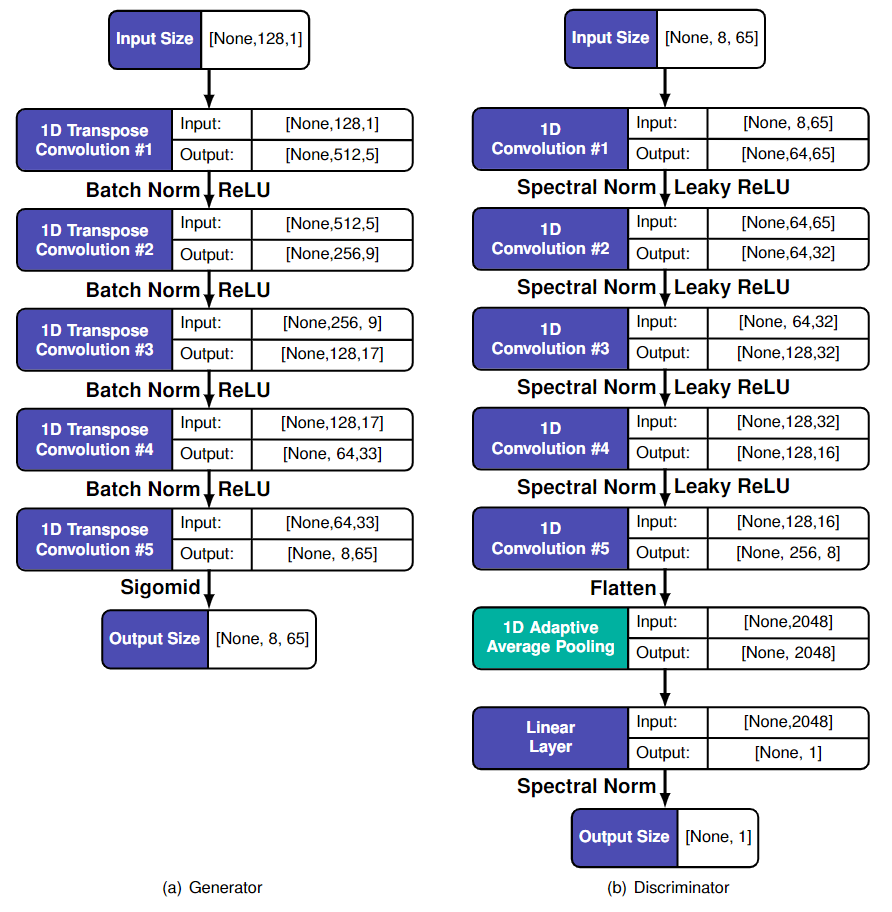 Input Size [None,128,1]
1D Transpose
Convolution #1
Input: [None,128,1]
Output: [None,512,5]
Batch Norm ReLU
1D Transpose
Convolution #2
Input: [None,512,5]
Output: [None,256,9]
Batch Norm ReLU
1D Transpose
Convolution #3
Input: [None,256, 9]
Output: [None,128,17]
Batch Norm ReLU
1D Transpose
Convolution #4
Input: [None,128,17]
Output: [None, 64,33]
Batch Norm ReLU
1D Transpose
Convolution #5
Input: [None,64,33]
Output: [None, 8,65]
Sigomid
Output Size [None, 8, 65]
(a) Generator
Input Size [None, 8, 65]
1D
Convolution #1
Input: [None, 8,65]
Output: [None,64,65]
Spectral Norm Leaky ReLU
1D
Convolution #2
Input: [None,64,65]
Output: [None,64,32]
Spectral Norm Leaky ReLU
1D
Convolution #3
Input: [None, 64,32]
Output: [None,128,32]
Spectral Norm Leaky ReLU
1D
Convolution #4
Input: [None,128,32]
Output: [None,128,16]
Spectral Norm Leaky ReLU
1D
Convolution #5
Input: [None,128,16]
Output: [None, 256, 8]
Flatten
1D Adaptive
Average Pooling
Input: [None,2048]
Output: [None, 2048]
Linear
Layer
Input: [None,2048]
Output: [None, 1]
Spectral Norm
Output Size [None, 1]
(b) Discriminator